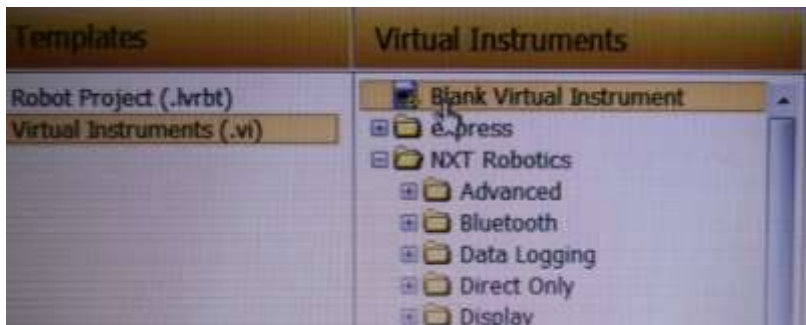 Templates
Robot Project (.lvrbt)
Virtual Instruments (.vi)
Virtual Instruments
Blank Virtual Instrument
express
NXT Robotics
Advanced
Bluetooth
Data Logging
Direct Only
Display